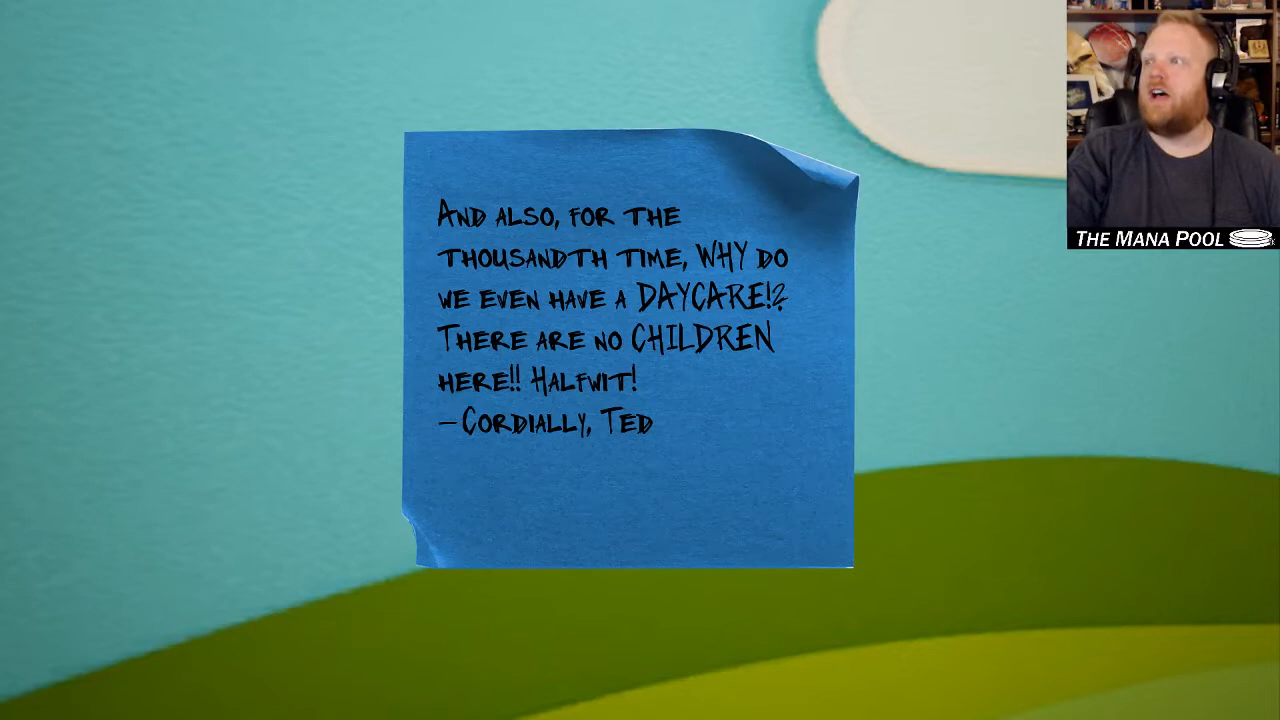 And also, for the
thousandth time, WHY do
we even have a DAYCARE!?
There are no CHILDREN
here!! Halfwit!
– Cordially, Ted
The Mana Pool